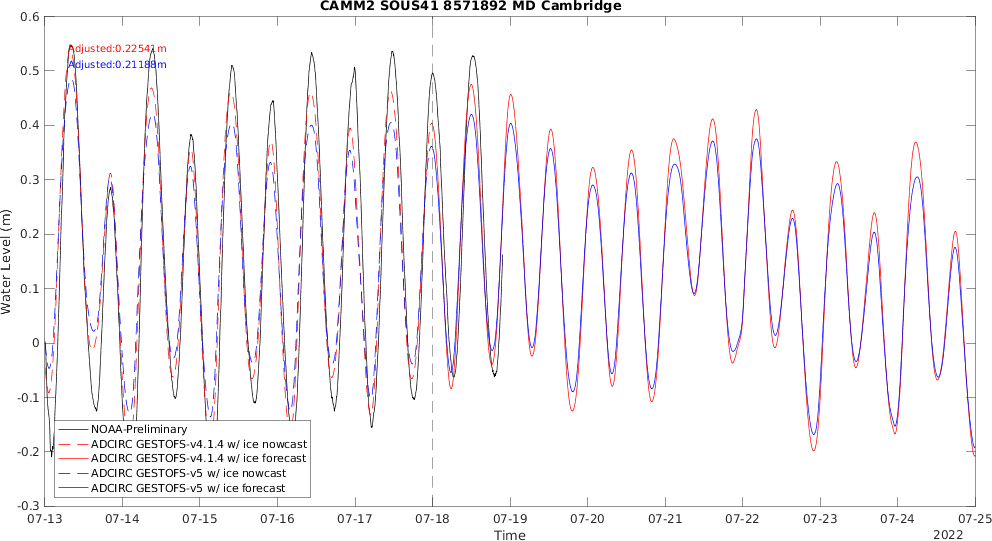 CAMM2 SOUS41 8571892 MD Cambridge
Adjusted:0.22541m
Adjusted:0.21188m
Water Level (m)
0.6
0.5
0.4
0.3
0.2
0.1
0
-0.1
-0.2
-0.3
NOAA-Preliminary
ADCIRC GESTOFS-v4.1.4 w/ ice nowcast
ADCIRC GESTOFS-v4.1.4 w/ ice forecast
ADCIRC GESTOFS-v5 w/ ice nowcast
ADCIRC GESTOFS-v5 w/ ice forecast
07-13 07-14 07-15 07-16 07-17 07-18 07-19 07-20 07-21 07-22 07-23 07-24 07-25
Time
2022